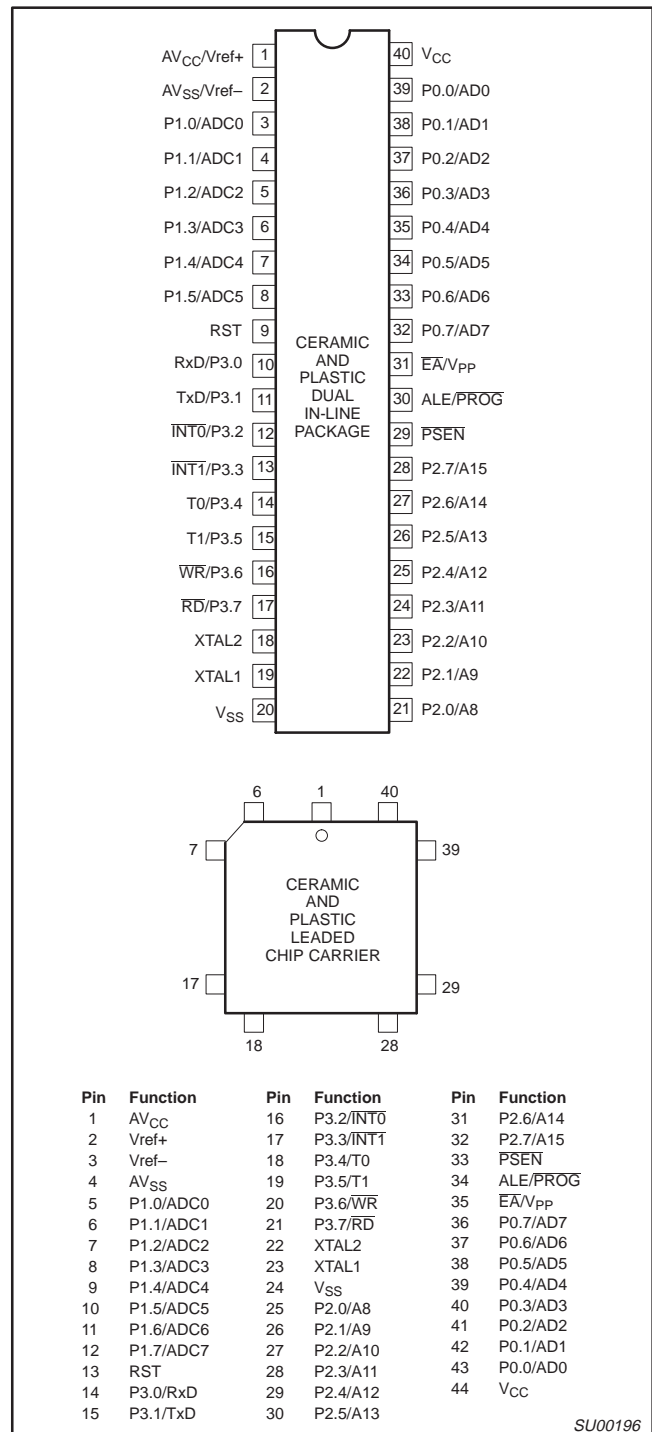 AVCC/Vref+ 1 40 VCC
AVSS/Vref– 2 39 P0.0/AD0
P1.0/ADC0 3 38 P0.1/AD1
P1.1/ADC1 4 37 P0.2/AD2
P1.2/ADC2 5 36 P0.3/AD3
P1.3/ADC3 6 35 P0.4/AD4
P1.4/ADC4 7 34 P0.5/AD5
P1.5/ADC5 8 33 P0.6/AD6
RST 9 32 P0.7/AD7
RxD/P3.0 10 31 EA/VPP
TxD/P3.1 11 30 ALE/PROG
INT0/P3.2 12 29 PSEN
INT1/P3.3 13 28 P2.7/A15
T0/P3.4 14 27 P2.6/A14
T1/P3.5 15 26 P2.5/A13
WR/P3.6 16 25 P2.4/A12
RD/P3.7 17 24 P2.3/A11
XTAL2 18 23 P2.2/A10
XTAL1 19 22 P2.1/A9
VSS 20 21 P2.0/A8
CERAMIC
AND
PLASTIC
DUAL
IN-LINE
PACKAGE
6 1 40
7 39
CERAMIC
AND
PLASTIC
LEADED
CHIP CARRIER
17 29
18 28
Pin Function Pin Function Pin Function
1 AVCC 16 P3.2/INT0 31 P2.6/A14
2 Vref+ 17 P3.3/INT1 32 P2.7/A15
3 Vref– 18 P3.4/T0 33 PSEN
4 AVSS 19 P3.5/T1 34 ALE/PROG
5 P1.0/ADC0 20 P3.6/WR 35 EA/VPP
6 P1.1/ADC1 21 P3.7/RD 36 P0.7/AD7
7 P1.2/ADC2 22 XTAL2 37 P0.6/AD6
8 P1.3/ADC3 23 XTAL1 38 P0.5/AD5
9 P1.4/ADC4 24 VSS 39 P0.4/AD4
10 P1.5/ADC5 25 P2.0/A8 40 P0.3/AD3
11 P1.6/ADC6 26 P2.1/A9 41 P0.2/AD2
12 P1.7/ADC7 27 P2.2/A10 42 P0.1/AD1
13 RST 28 P2.3/A11 43 P0.0/AD0
14 P3.0/RxD 29 P2.4/A12 44 VCC
15 P3.1/TxD 30 P2.5/A13
SU00196